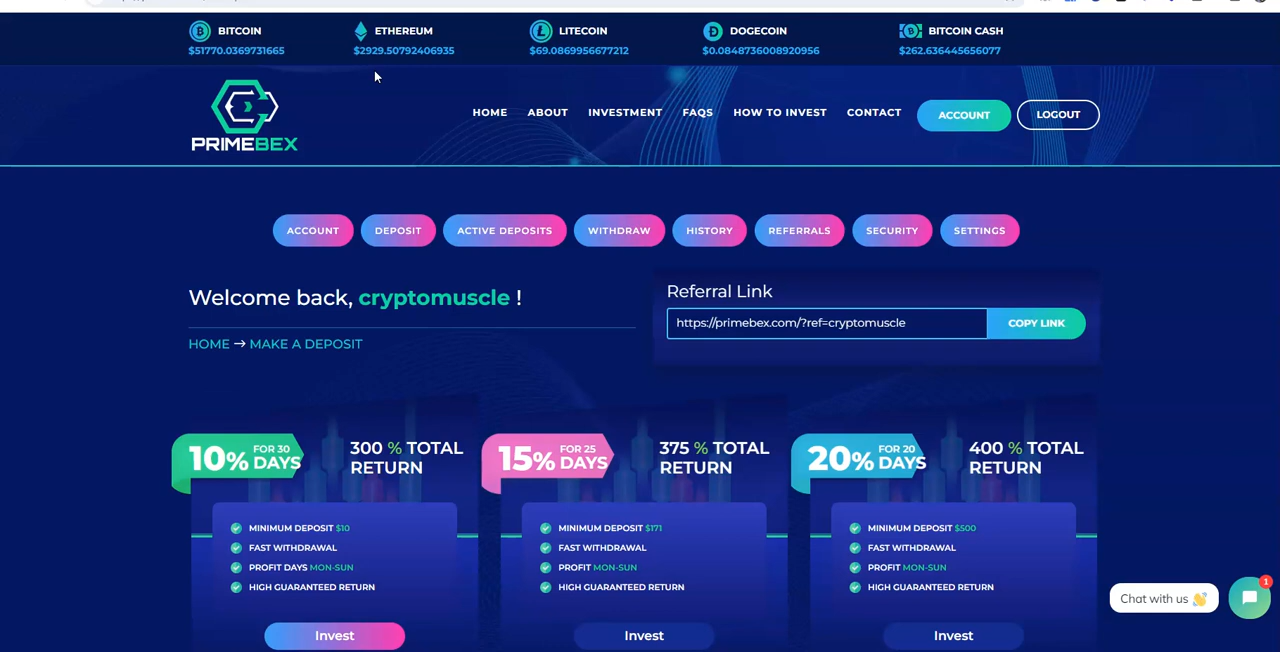 BITCOIN
$51770.0369731665
ETHEREUM
$2929.50792406935
LITECOIN
$69.0869956677212
DOGECOIN
$0.0848736008920956
BITCOIN CASH
$262.636445656077
PRIMEBEX
HOME
ABOUT
INVESTMENT
FAQS
HOW TO INVEST
CONTACT
ACCOUNT
LOGOUT
ACCOUNT
DEPOSIT
ACTIVE DEPOSITS
WITHDRAW
HISTORY
REFERRALS
SECURITY
SETTINGS
Welcome back, cryptomuscle !
HOME → MAKE A DEPOSIT
Referral Link
https://primebex.com/?ref=cryptomuscle
COPY LINK
10% FOR 30 DAYS
300 % TOTAL
RETURN
MINIMUM DEPOSIT $10
FAST WITHDRAWAL
PROFIT DAYS MON-SUN
HIGH GUARANTEED RETURN
Invest
15% FOR 25 DAYS
375 % TOTAL
RETURN
MINIMUM DEPOSIT $171
FAST WITHDRAWAL
PROFIT MON-SUN
HIGH GUARANTEED RETURN
Invest
20% FOR 20 DAYS
400 % TOTAL
RETURN
MINIMUM DEPOSIT $500
FAST WITHDRAWAL
PROFIT MON-SUN
HIGH GUARANTEED RETURN
Invest
Chat with us 👋
1